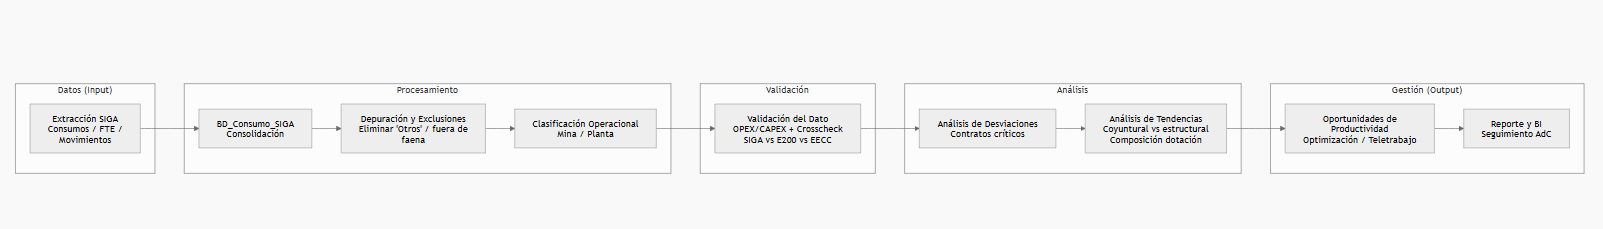 Datos (Input)
Extracción SIGA
Consumos / FTE /
Movimientos
Procesamiento
BD_Consumo_SIGA
Consolidación
Depuración y Exclusiones
Eliminar 'Otros' / fuera de
faena
Clasificación Operacional
Mina / Planta
Validación
Validación del Dato
OPEX/CAPEX + Crosscheck
SIGA vs E200 vs EECC
Análisis
Análisis de Desviaciones
Contratos críticos
Análisis de Tendencias
Coyuntural vs estructural
Composición dotación
Gestión (Output)
Oportunidades de
Productividad
Optimización / Teletrabajo
Reporte y BI
Seguimiento AdC